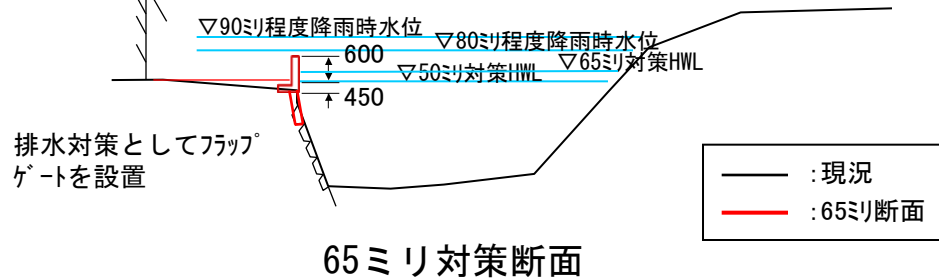 ▽90ﾐﾘ程度降雨時水位
▽80ﾐﾘ程度降雨時水位
600
▽65ﾐﾘ対策HWL
▽50ﾐﾘ対策HWL
450
排水対策としてﾌﾗｯﾌﾟ
ｹﾞｰﾄを設置
:現況
:65ﾐﾘ断面
65ミリ対策断面